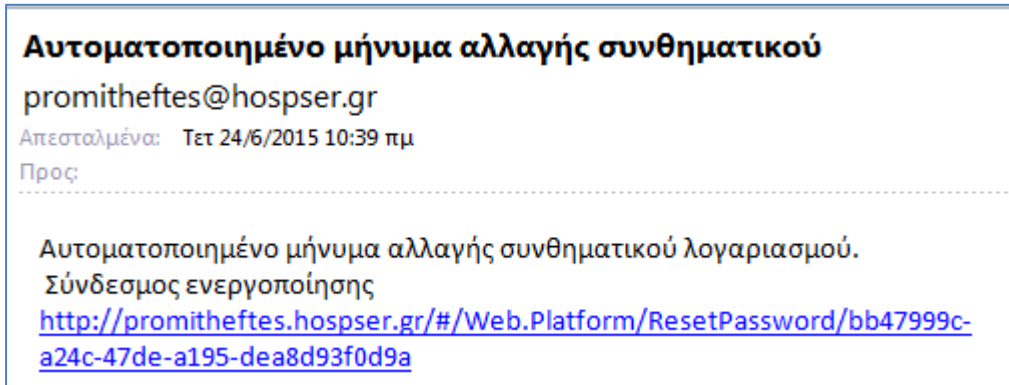 Αυτοματοποιημένο μήνυμα αλλαγής συνθηματικού
promitheftes@hospser.gr
Απεσταλμένα: Τετ 24/6/2015 10:39 πμ
Προς:
Αυτοματοποιημένο μήνυμα αλλαγής συνθηματικού λογαριασμού.
Σύνδεσμος ενεργοποίησης
http://promitheftes.hospser.gr/#/Web.Platform/ResetPassword/bb47999c-
a24c-47de-a195-dea8d93f0d9a